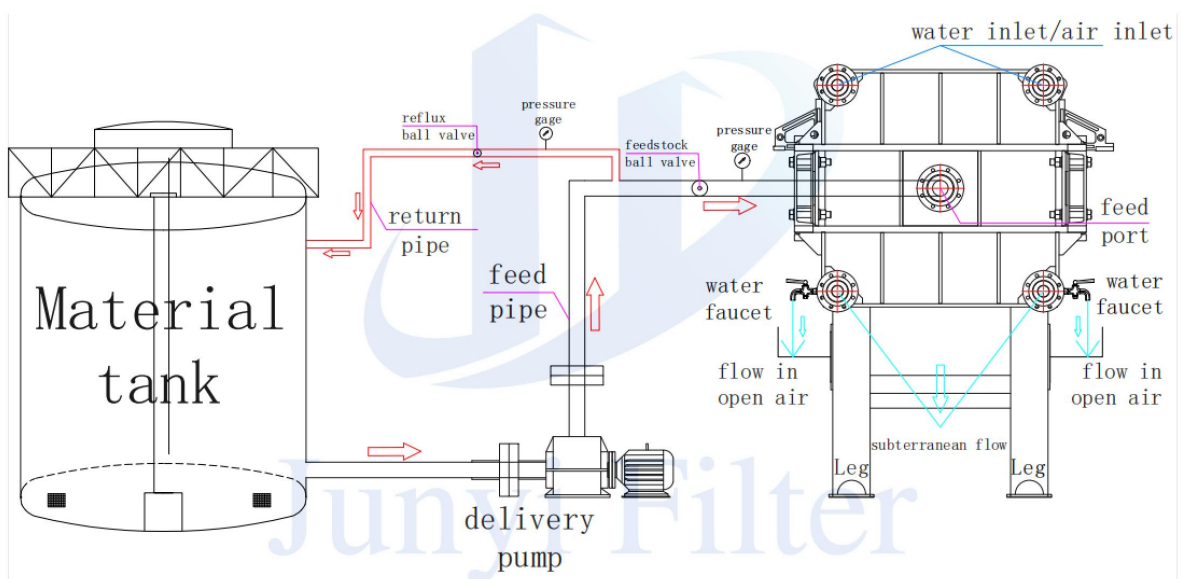 water inlet/air inlet
pressure
gage
reflux
ball valve
pressure
gage
feedstock
ball valve
return
pipe
feed
port
feed
pipe
Material
tank
water
faucet
water
faucet
flow in
open air
flow in
open air
subterranean flow
Leg
Leg
delivery
pump
Junyi Filter